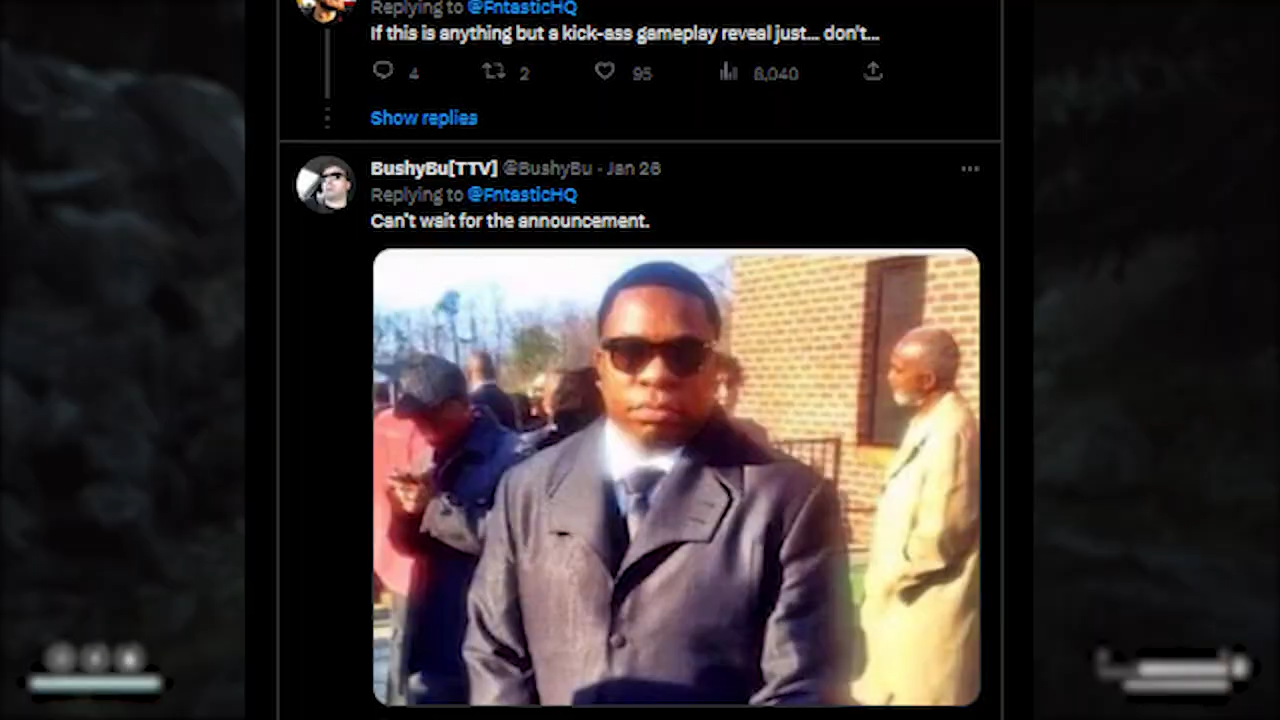 Replying to @FntasticHQ
If this is anything but a kick-ass gameplay reveal just... don't...
4 2 95 8,040
Show replies
BushyBu[TTV] @BushyBu · Jan 26
Replying to @FntasticHQ
Can't wait for the announcement.